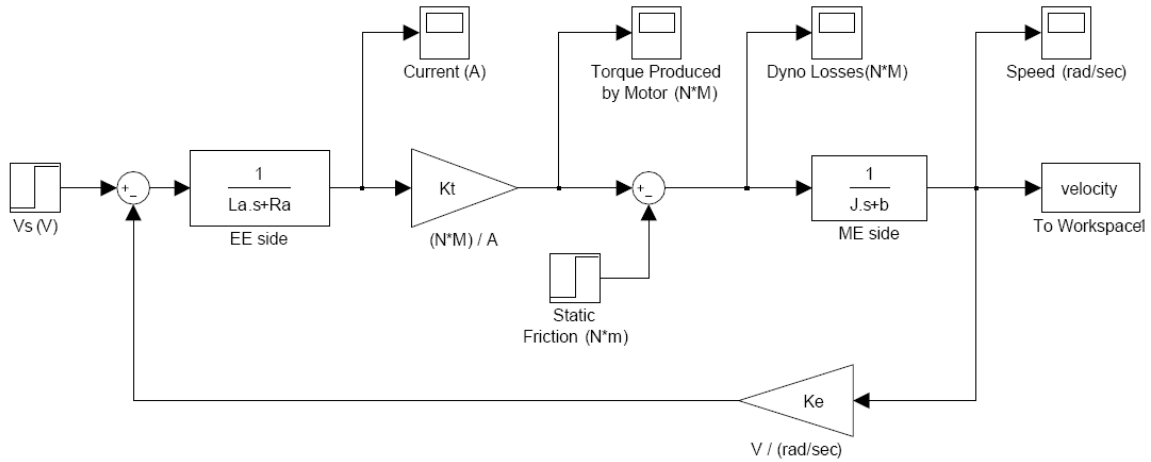 Current (A)
Torque Produced
by Motor (N*M)
Dyno Losses(N*M)
Speed (rad/sec)
Vs (V)
+
−
1
La.s+Ra
EE side
Kt
(N*M) / A
+
−
Static
Friction (N*m)
1
J.s+b
ME side
velocity
To Workspace1
Ke
V / (rad/sec)